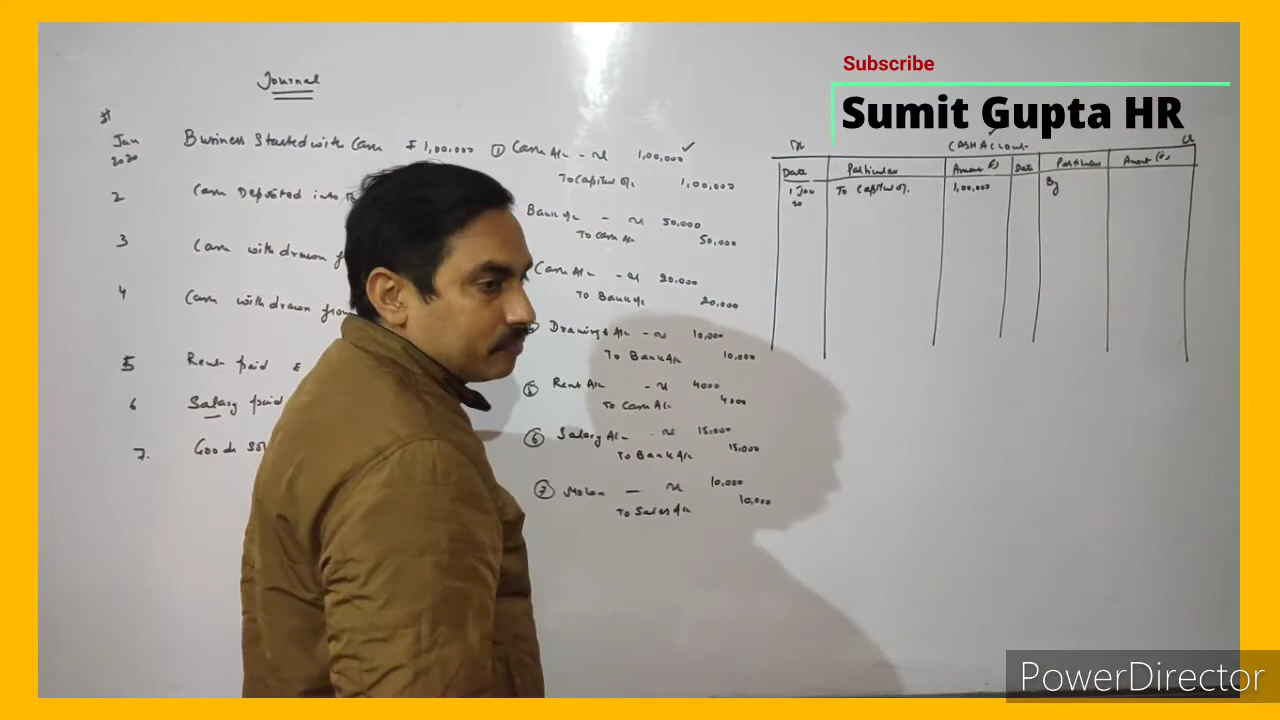 Subscribe
Sumit Gupta HR
Journal
Jan 2020
Business Started with Cash ₹ 1,00,000
2 Cash Deposited into
3 Cash withdrawn
4 Cash withdrawn from
5 Rent paid ₹
6 Salary paid
7. Goods
① Cash A/c - Dr 1,00,000 ✓
To Capital A/c 1,00,000
Bank A/c - Dr 50,000
To Cash A/c 50,000
Cash A/c - Dr 20,000
To Bank A/c 20,000
Drawings A/c - Dr 10,000
To Bank A/c 10,000
⑤ Rent A/c - Dr 4000
To Cash A/c 4000
⑥ Salary A/c - Dr 15,000
To Bank A/c 15,000
⑦ Mohan — Dr 10,000
To Sales A/c 10,000
Dr CASH Account Cr
Date Particulars Amount (₹) Date Particulars Amount (₹)
1 Jan 20 To Capital A/c 1,00,000 By
PowerDirector